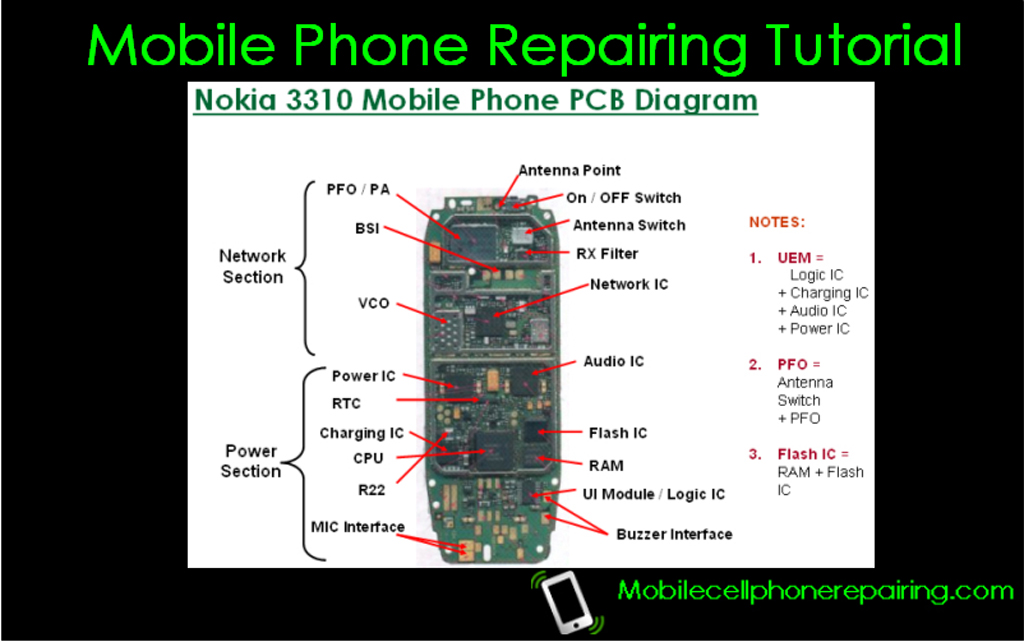 Mobile Phone Repairing Tutorial
Nokia 3310 Mobile Phone PCB Diagram
Antenna Point
PFO / PA
On / OFF Switch
BSI
Antenna Switch
RX Filter
Network
Section
Network IC
VCO
Audio IC
Power IC
RTC
Charging IC
Flash IC
CPU
Power
Section
RAM
R22
UI Module / Logic IC
MIC Interface
Buzzer Interface
NOTES:
1. UEM =
Logic IC
+ Charging IC
+ Audio IC
+ Power IC
2. PFO =
Antenna
Switch
+ PFO
3. Flash IC =
RAM + Flash
IC
Mobilecellphonerepairing.com